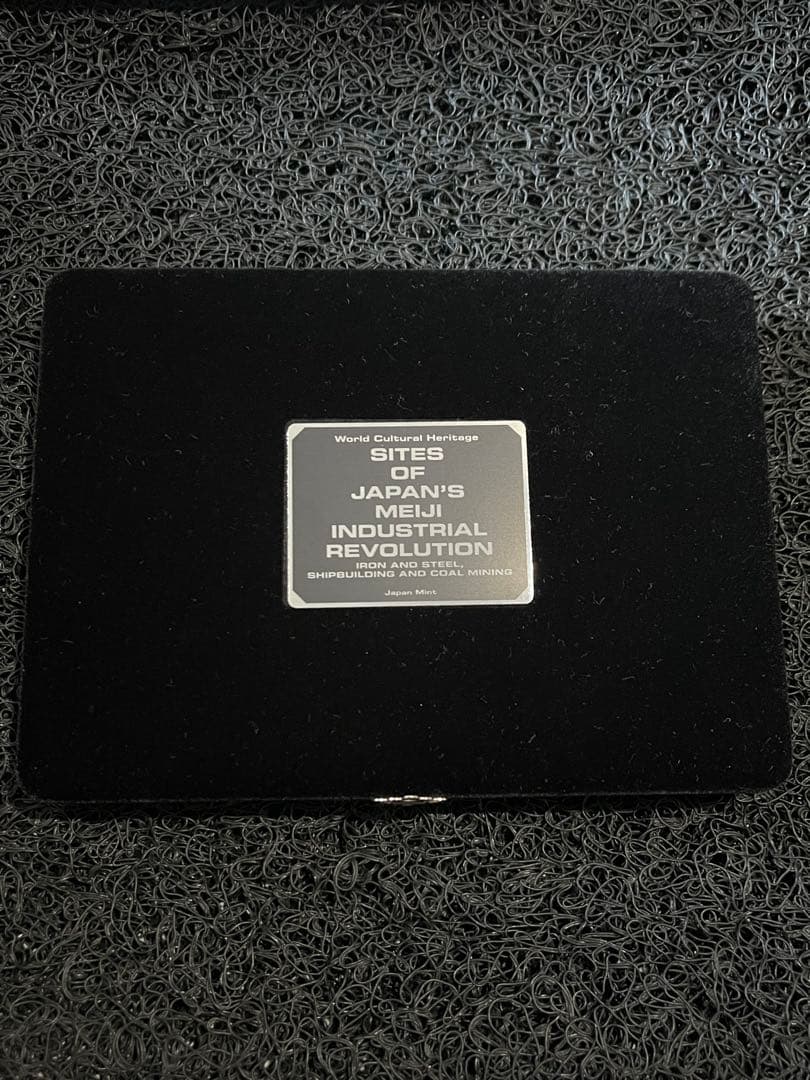 World Cultural Heritage
SITES
OF
JAPAN'S
MEIJI
INDUSTRIAL
REVOLUTION
IRON AND STEEL,
SHIPBUILDING AND COAL MINING
Japan Mint